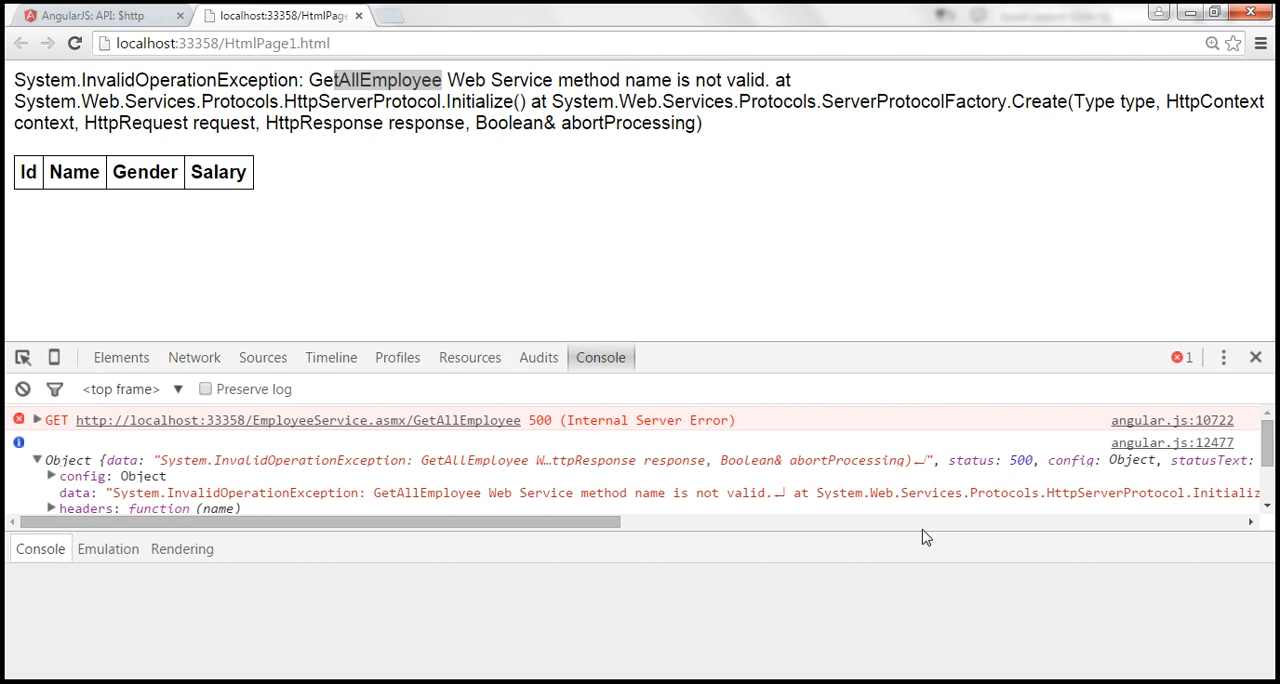 AngularJS: API: $http
localhost:33358/HtmlPage
localhost:33358/HtmlPage1.html
System.InvalidOperationException: GetAllEmployee Web Service method name is not valid. at
System.Web.Services.Protocols.HttpServerProtocol.Initialize() at System.Web.Services.Protocols.ServerProtocolFactory.Create(Type type, HttpContext
context, HttpRequest request, HttpResponse response, Boolean& abortProcessing)
Id Name Gender Salary
Elements Network Sources Timeline Profiles Resources Audits Console 1
<top frame> Preserve log
GET http://localhost:33358/EmployeeService.asmx/GetAllEmployee 500 (Internal Server Error) angular.js:10722
angular.js:12477
Object {data: "System.InvalidOperationException: GetAllEmployee W…ttpResponse response, Boolean& abortProcessing)↵", status: 500, config: Object, statusText:
config: Object
data: "System.InvalidOperationException: GetAllEmployee Web Service method name is not valid.↵ at System.Web.Services.Protocols.HttpServerProtocol.Initializ
headers: function (name)
Console Emulation Rendering